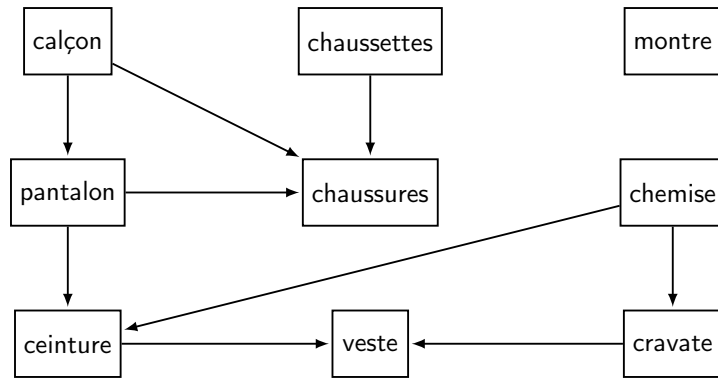 calçon
chaussettes
montre
pantalon
chaussures
chemise
ceinture
veste
cravate